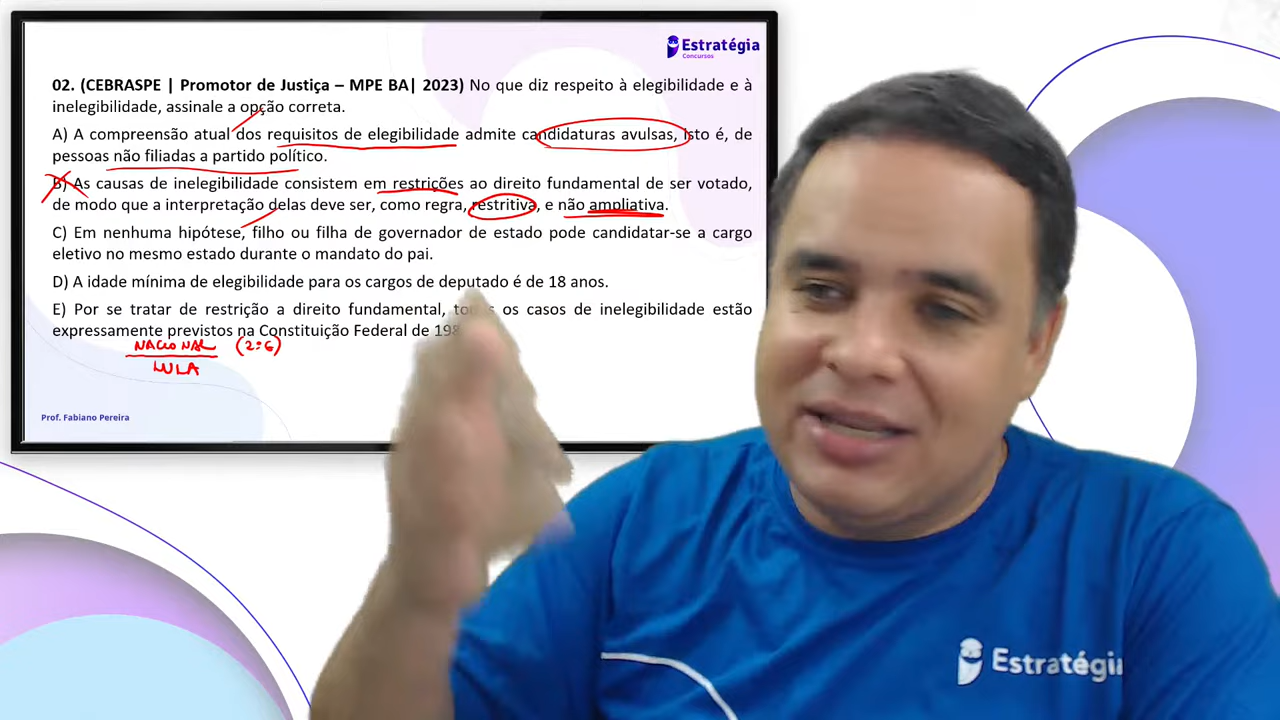 Estratégia
Concursos
02. (CEBRASPE | Promotor de Justiça – MPE BA| 2023) No que diz respeito à elegibilidade e à
inelegibilidade, assinale a opção correta.
A) A compreensão atual dos requisitos de elegibilidade admite candidaturas avulsas, isto é, de
pessoas não filiadas a partido político.
B) As causas de inelegibilidade consistem em restrições ao direito fundamental de ser votado,
de modo que a interpretação delas deve ser, como regra, restritiva, e não ampliativa.
C) Em nenhuma hipótese, filho ou filha de governador de estado pode candidatar-se a cargo
eletivo no mesmo estado durante o mandato do pai.
D) A idade mínima de elegibilidade para os cargos de deputado é de 18 anos.
E) Por se tratar de restrição a direito fundamental, os casos de inelegibilidade estão
expressamente previstos na Constituição Federal de
NACIONAL
LULA
Prof. Fabiano Pereira
Estratégia